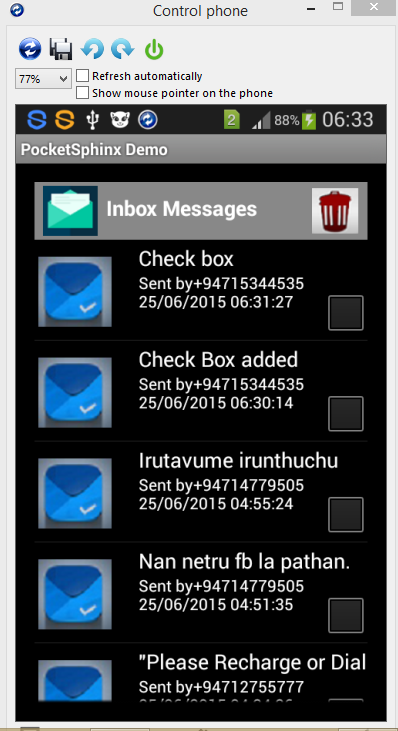 Control phone
77%
Refresh automatically
Show mouse pointer on the phone
2 88% 06:33
PocketSphinx Demo
Inbox Messages
Check box
Sent by+94715344535
25/06/2015 06:31:27
Check Box added
Sent by+94715344535
25/06/2015 06:30:14
Irutavume irunthuchu
Sent by+94714779505
25/06/2015 04:55:24
Nan netru fb la pathan.
Sent by+94714779505
25/06/2015 04:51:35
"Please Recharge or Dial
Sent by+94712755777